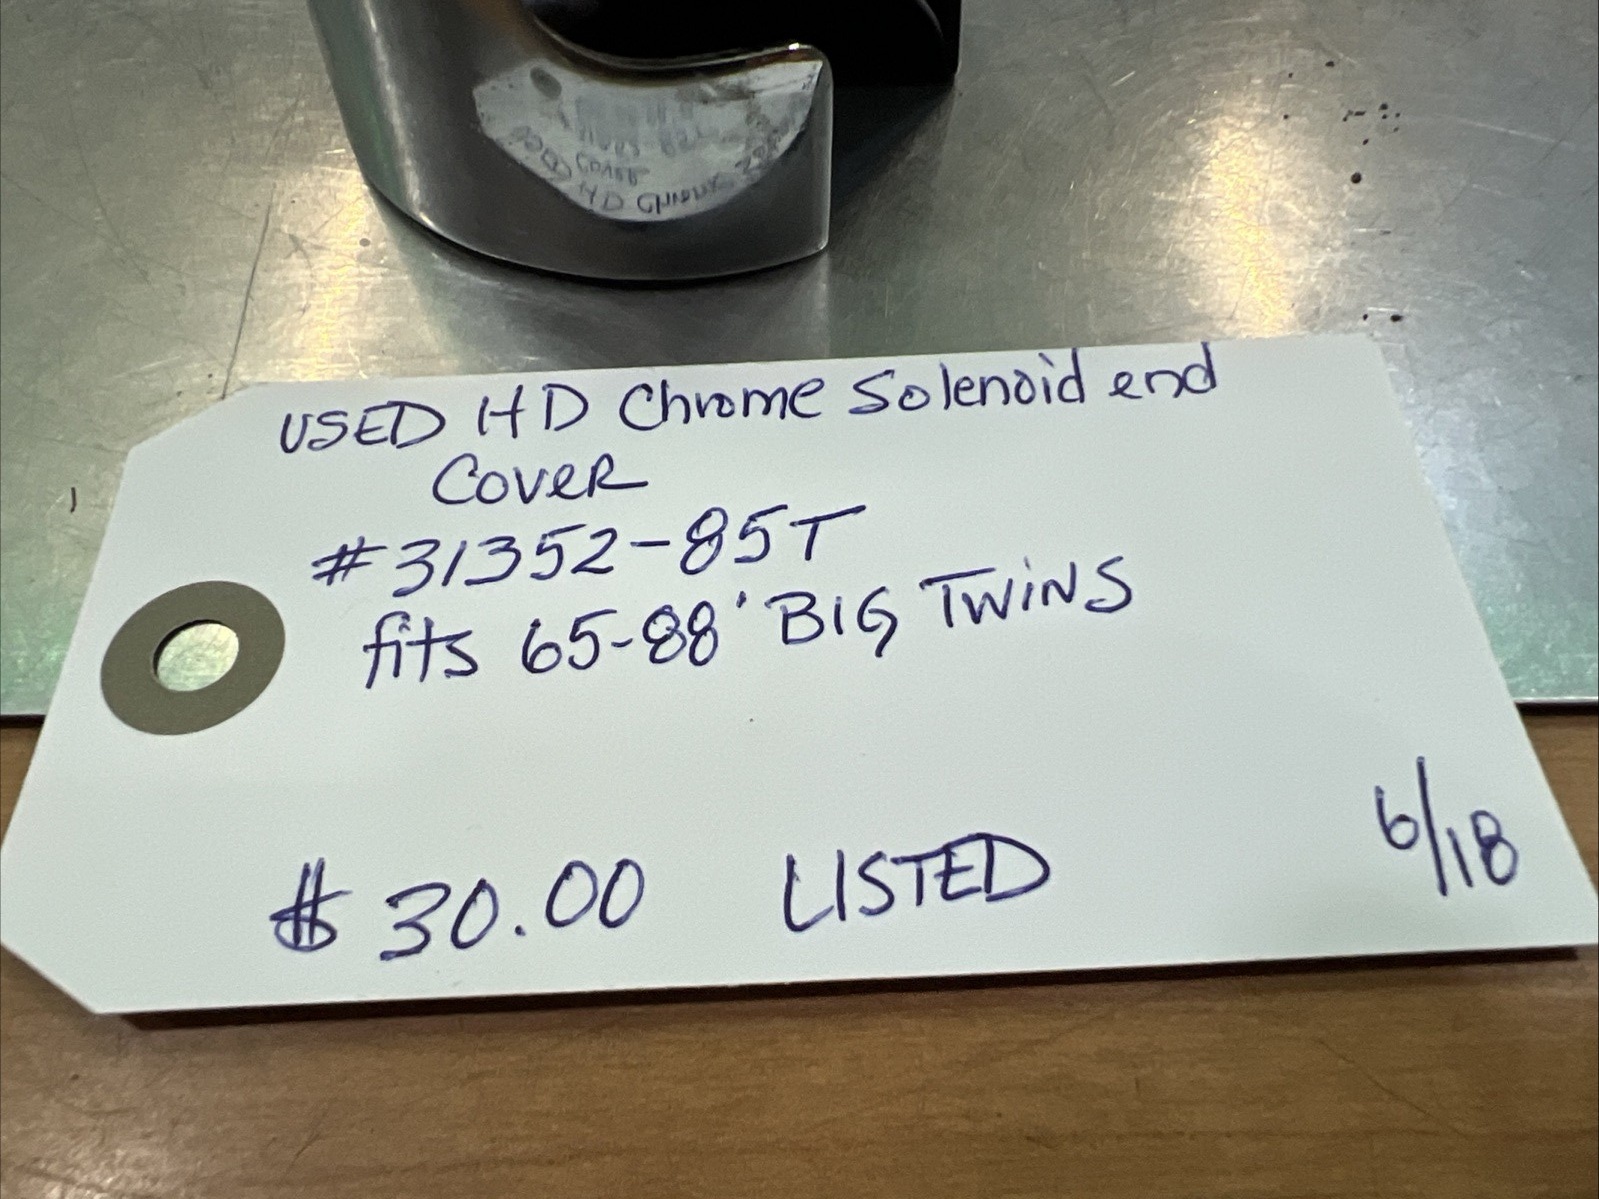 USED HD Chrome Solenoid end
COVER
#31352-85T
fits 65-88' BIG TWINS
$30.00 LISTED 6/18